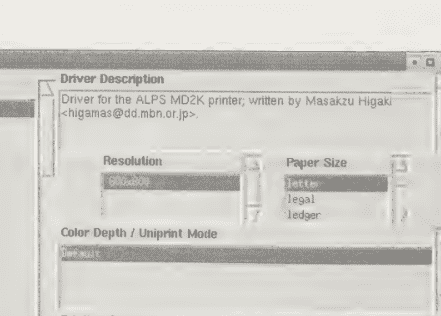 Driver Description
Driver for the ALPS MD2K printer; written by Masakzu Higaki
<higamas@dd.mbn.or.jp>.
Resolution
Paper Size
600x600
letter
legal
ledger
Color Depth / Uniprint Mode
Default